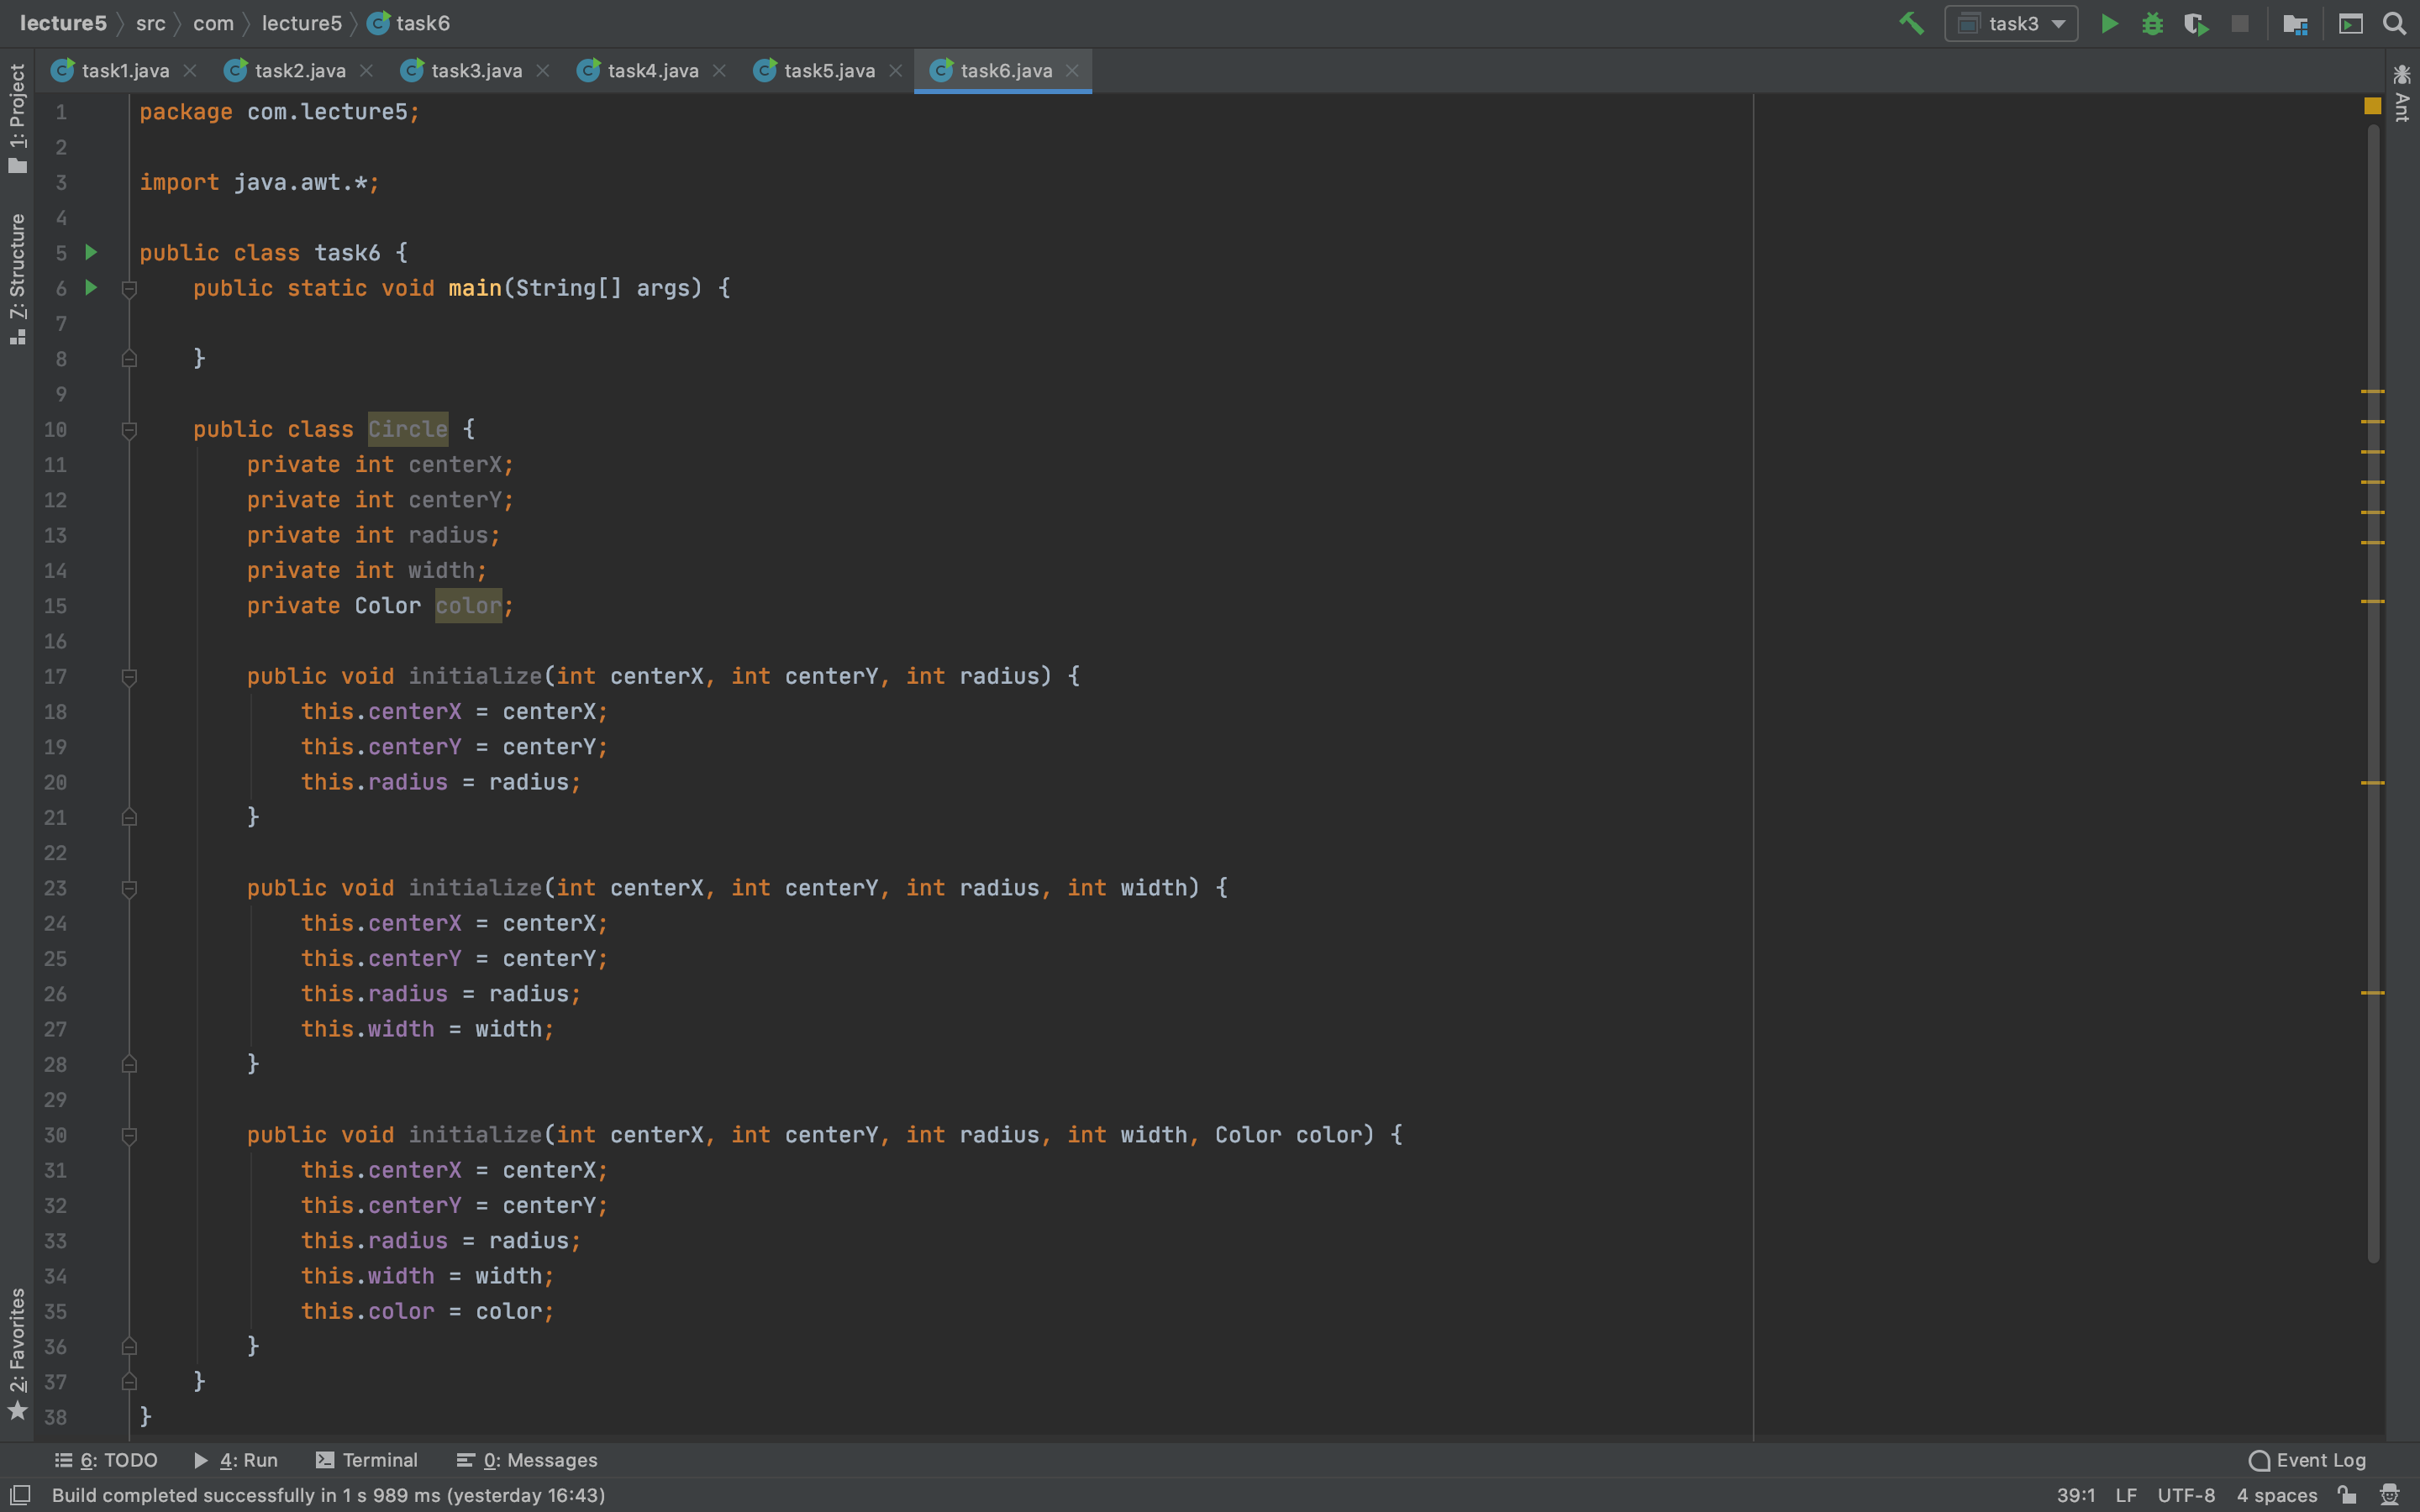 lecture5 src com lecture5 task6 task3
task1.java task2.java task3.java task4.java task5.java task6.java
1: Project
Z: Structure
2: Favorites
Ant
1 package com.lecture5;
2
3 import java.awt.*;
4
5 public class task6 {
6 public static void main(String[] args) {
7
8 }
9
10 public class Circle {
11 private int centerX;
12 private int centerY;
13 private int radius;
14 private int width;
15 private Color color;
16
17 public void initialize(int centerX, int centerY, int radius) {
18 this.centerX = centerX;
19 this.centerY = centerY;
20 this.radius = radius;
21 }
22
23 public void initialize(int centerX, int centerY, int radius, int width) {
24 this.centerX = centerX;
25 this.centerY = centerY;
26 this.radius = radius;
27 this.width = width;
28 }
29
30 public void initialize(int centerX, int centerY, int radius, int width, Color color) {
31 this.centerX = centerX;
32 this.centerY = centerY;
33 this.radius = radius;
34 this.width = width;
35 this.color = color;
36 }
37 }
38 }
6: TODO 4: Run Terminal 0: Messages Event Log
Build completed successfully in 1 s 989 ms (yesterday 16:43) 39:1 LF UTF-8 4 spaces